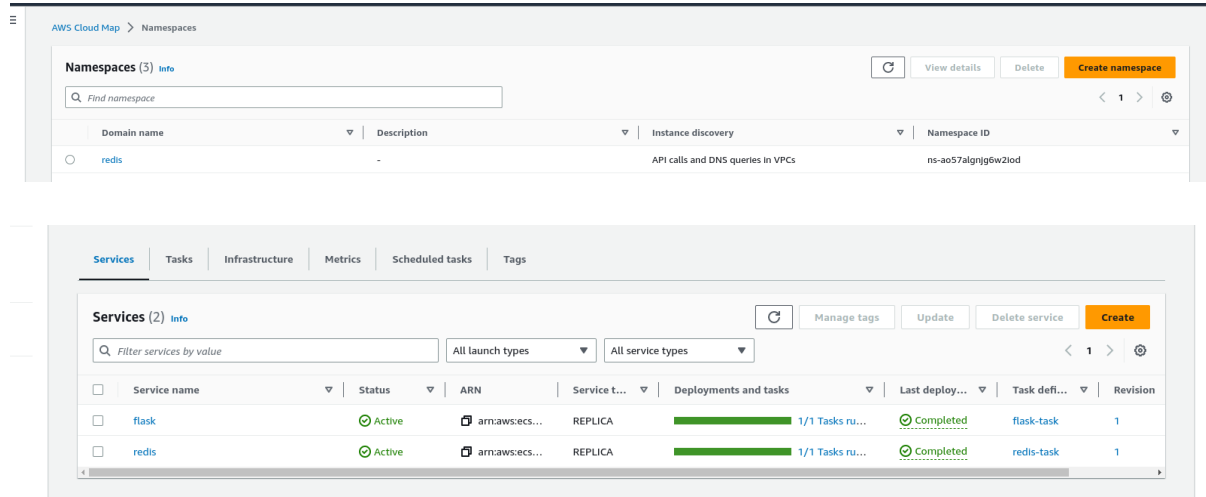 AWS Cloud Map > Namespaces
Namespaces (3) Info
View details Delete Create namespace
Find namespace
< 1 >
Domain name Description Instance discovery Namespace ID
redis - API calls and DNS queries in VPCs ns-ao57algnjg6w2iod
Services Tasks Infrastructure Metrics Scheduled tasks Tags
Services (2) Info
Manage tags Update Delete service Create
Filter services by value All launch types All service types < 1 >
Service name Status ARN Service t... Deployments and tasks Last deploy... Task defi... Revision
flask Active arn:aws:ecs... REPLICA 1/1 Tasks ru... Completed flask-task 1
redis Active arn:aws:ecs... REPLICA 1/1 Tasks ru... Completed redis-task 1